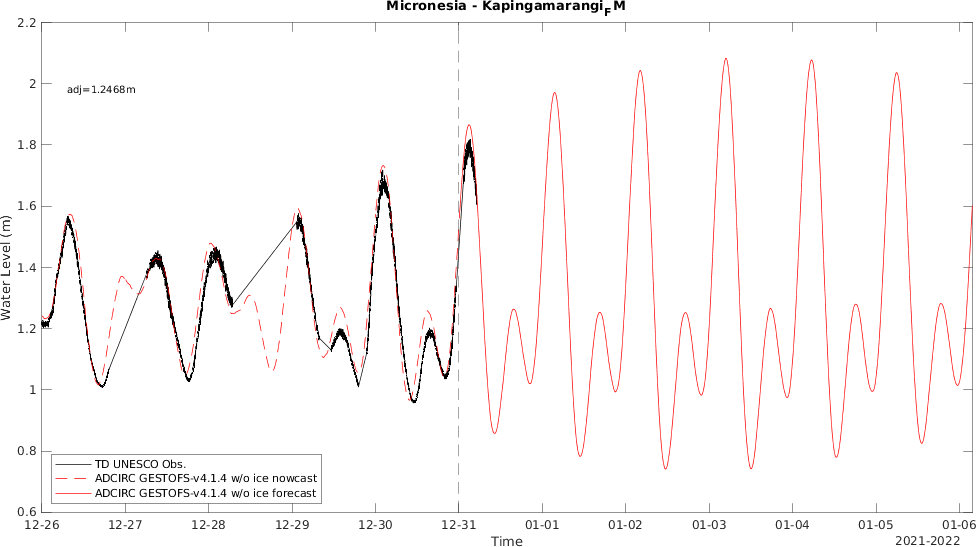 Micronesia - Kapingamarangi_FM
2.2
2
1.8
1.6
1.4
1.2
1
0.8
0.6
Water Level (m)
adj=1.2468m
TD UNESCO Obs.
ADCIRC GESTOFS-v4.1.4 w/o ice nowcast
ADCIRC GESTOFS-v4.1.4 w/o ice forecast
12-26 12-27 12-28 12-29 12-30 12-31 01-01 01-02 01-03 01-04 01-05 01-06
Time
2021-2022